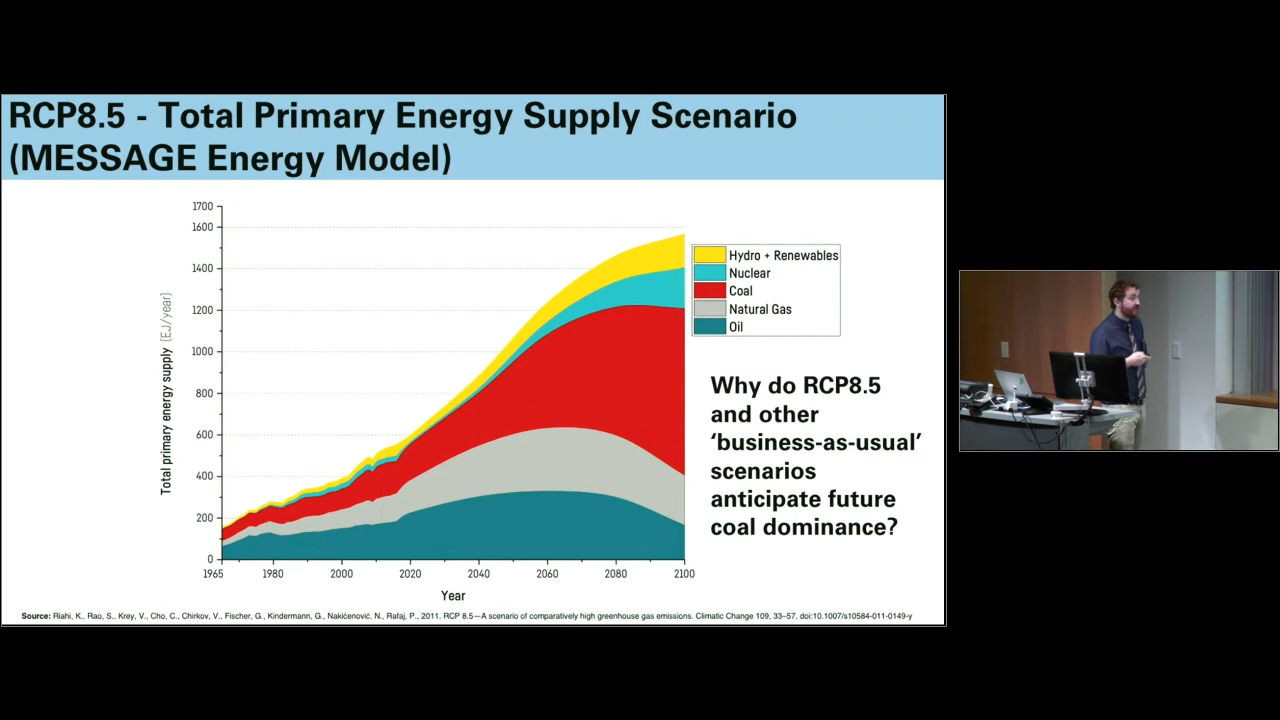 RCP8.5 - Total Primary Energy Supply Scenario
(MESSAGE Energy Model)
1700
1600
1400
1200
1000
800
600
400
200
0
Total primary energy supply [EJ/year]
1965
1980
2000
2020
2040
2060
2080
2100
Year
Hydro + Renewables
Nuclear
Coal
Natural Gas
Oil
Why do RCP8.5
and other
‘business-as-usual’
scenarios
anticipate future
coal dominance?
Source: Riahi, K., Rao, S., Krey, V., Cho, C., Chirkov, V., Fischer, G., Kindermann, G., Nakićenović, N., Rafaj, P., 2011. RCP 8.5—A scenario of comparatively high greenhouse gas emissions. Climatic Change 109, 33–57. doi:10.1007/s10584-011-0149-y